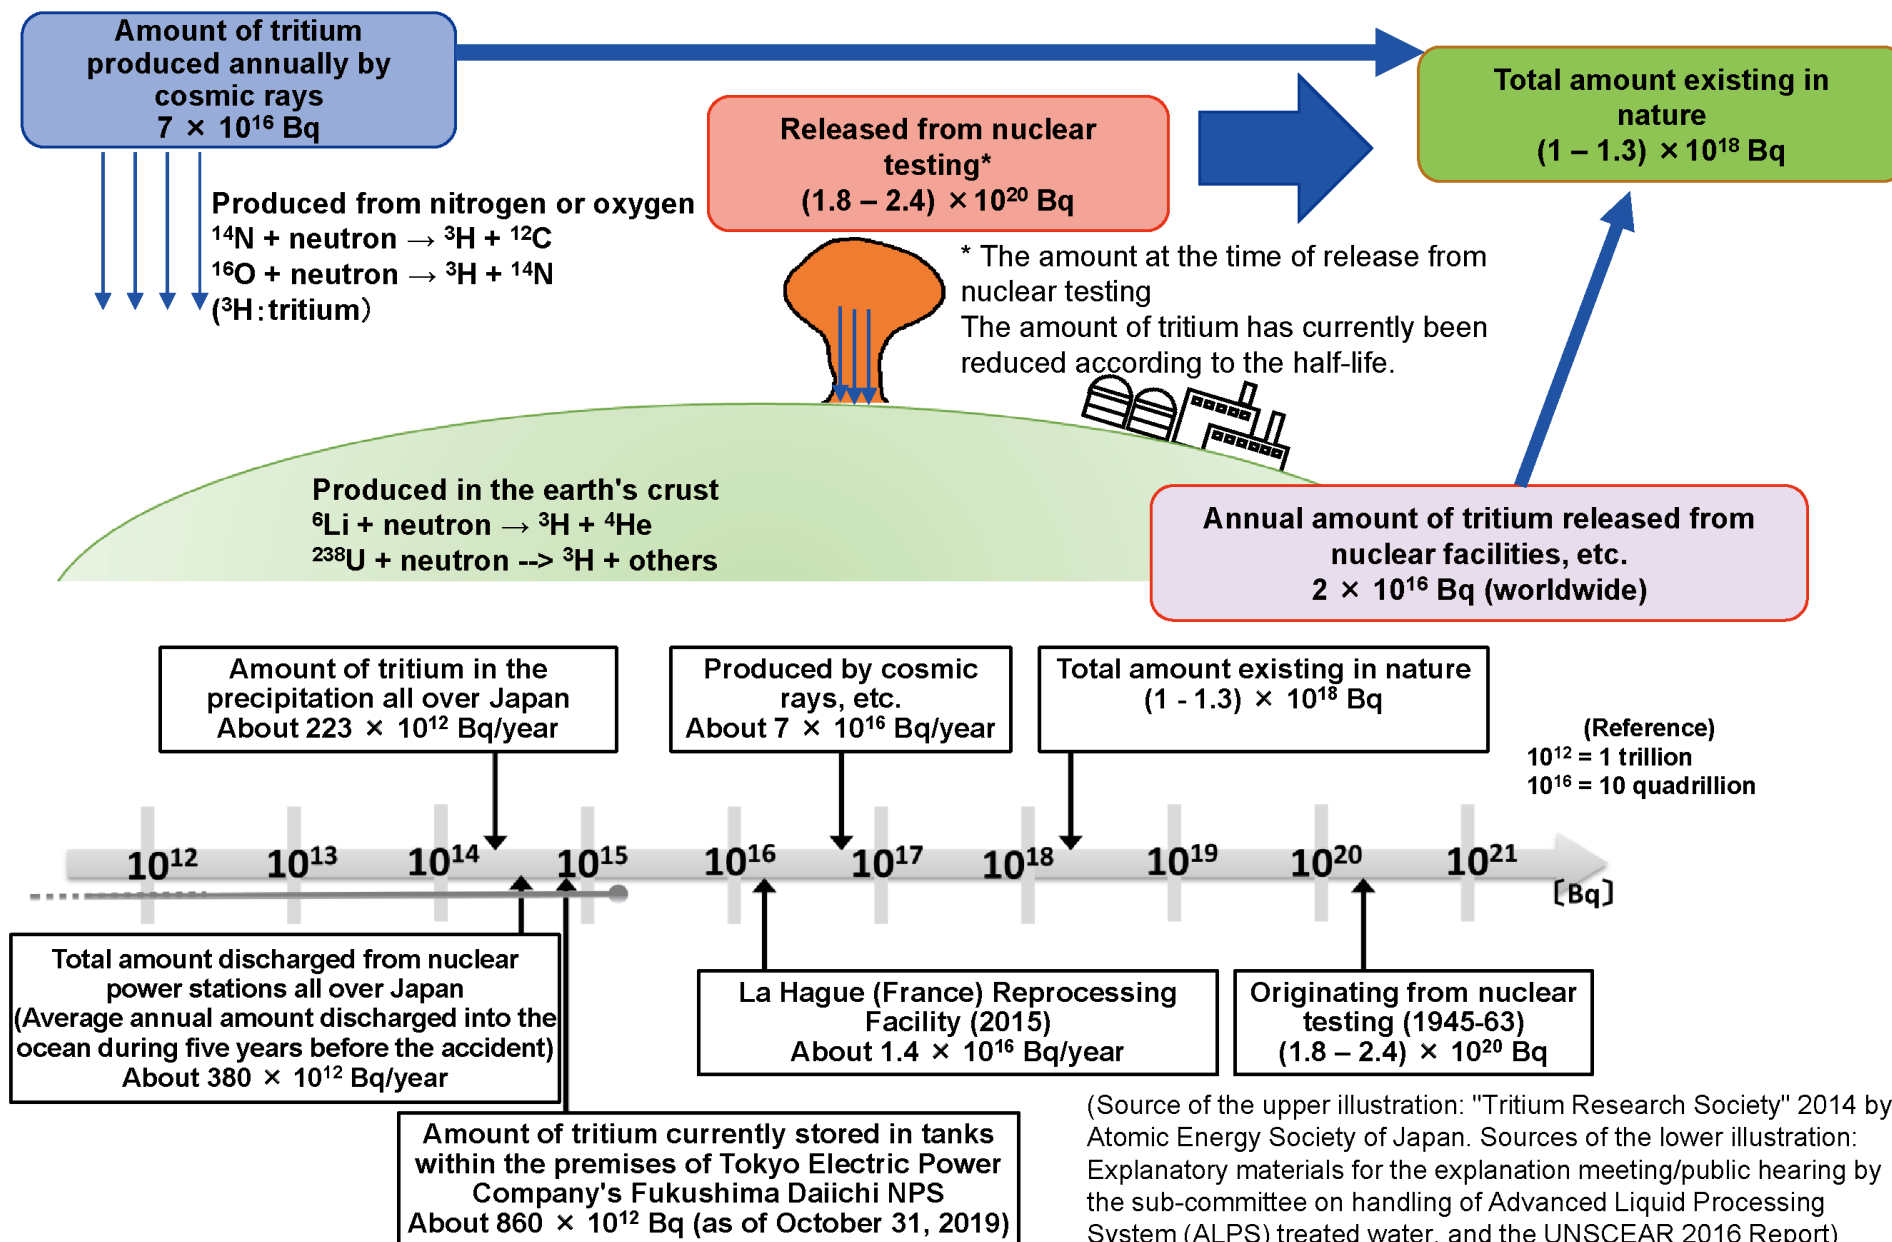 Amount of tritium
produced annually by
cosmic rays
7 × 10¹⁶ Bq
Total amount existing in
nature
(1 – 1.3) ×10¹⁸ Bq
Released from nuclear
testing*
(1.8 – 2.4) ×10²⁰ Bq
Produced from nitrogen or oxygen
¹⁴N + neutron → ³H + ¹²C
¹⁶O + neutron → ³H + ¹⁴N
(³H:tritium)
* The amount at the time of release from
nuclear testing
The amount of tritium has currently been
reduced according to the half-life.
Produced in the earth's crust
⁶Li + neutron → ³H + ⁴He
²³⁸U + neutron --> ³H + others
Annual amount of tritium released from
nuclear facilities, etc.
2 × 10¹⁶ Bq (worldwide)
Amount of tritium in the
precipitation all over Japan
About 223 × 10¹² Bq/year
Produced by cosmic
rays, etc.
About 7 × 10¹⁶ Bq/year
Total amount existing in nature
(1 - 1.3) × 10¹⁸ Bq
(Reference)
10¹² = 1 trillion
10¹⁶ = 10 quadrillion
10¹² 10¹³ 10¹⁴ 10¹⁵ 10¹⁶ 10¹⁷ 10¹⁸ 10¹⁹ 10²⁰ 10²¹
[Bq]
Total amount discharged from nuclear
power stations all over Japan
(Average annual amount discharged into the
ocean during five years before the accident)
About 380 × 10¹² Bq/year
La Hague (France) Reprocessing
Facility (2015)
About 1.4 × 10¹⁶ Bq/year
Originating from nuclear
testing (1945-63)
(1.8 – 2.4) × 10²⁰ Bq
Amount of tritium currently stored in tanks
within the premises of Tokyo Electric Power
Company's Fukushima Daiichi NPS
About 860 × 10¹² Bq (as of October 31, 2019)
(Source of the upper illustration: "Tritium Research Society" 2014 by
Atomic Energy Society of Japan. Sources of the lower illustration:
Explanatory materials for the explanation meeting/public hearing by
the sub-committee on handling of Advanced Liquid Processing
System (ALPS) treated water, and the UNSCEAR 2016 Report)